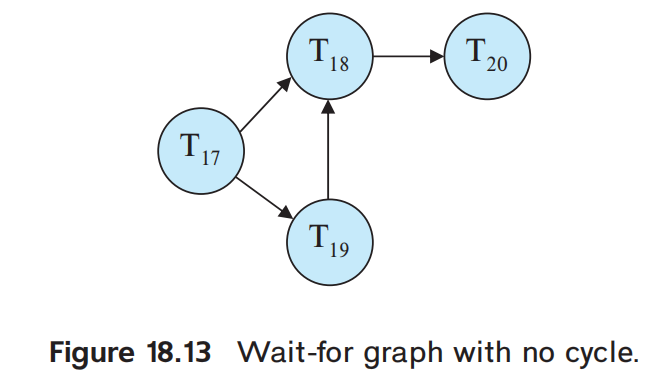 T18
T20
T17
T19
Figure 18.13 Wait-for graph with no cycle.